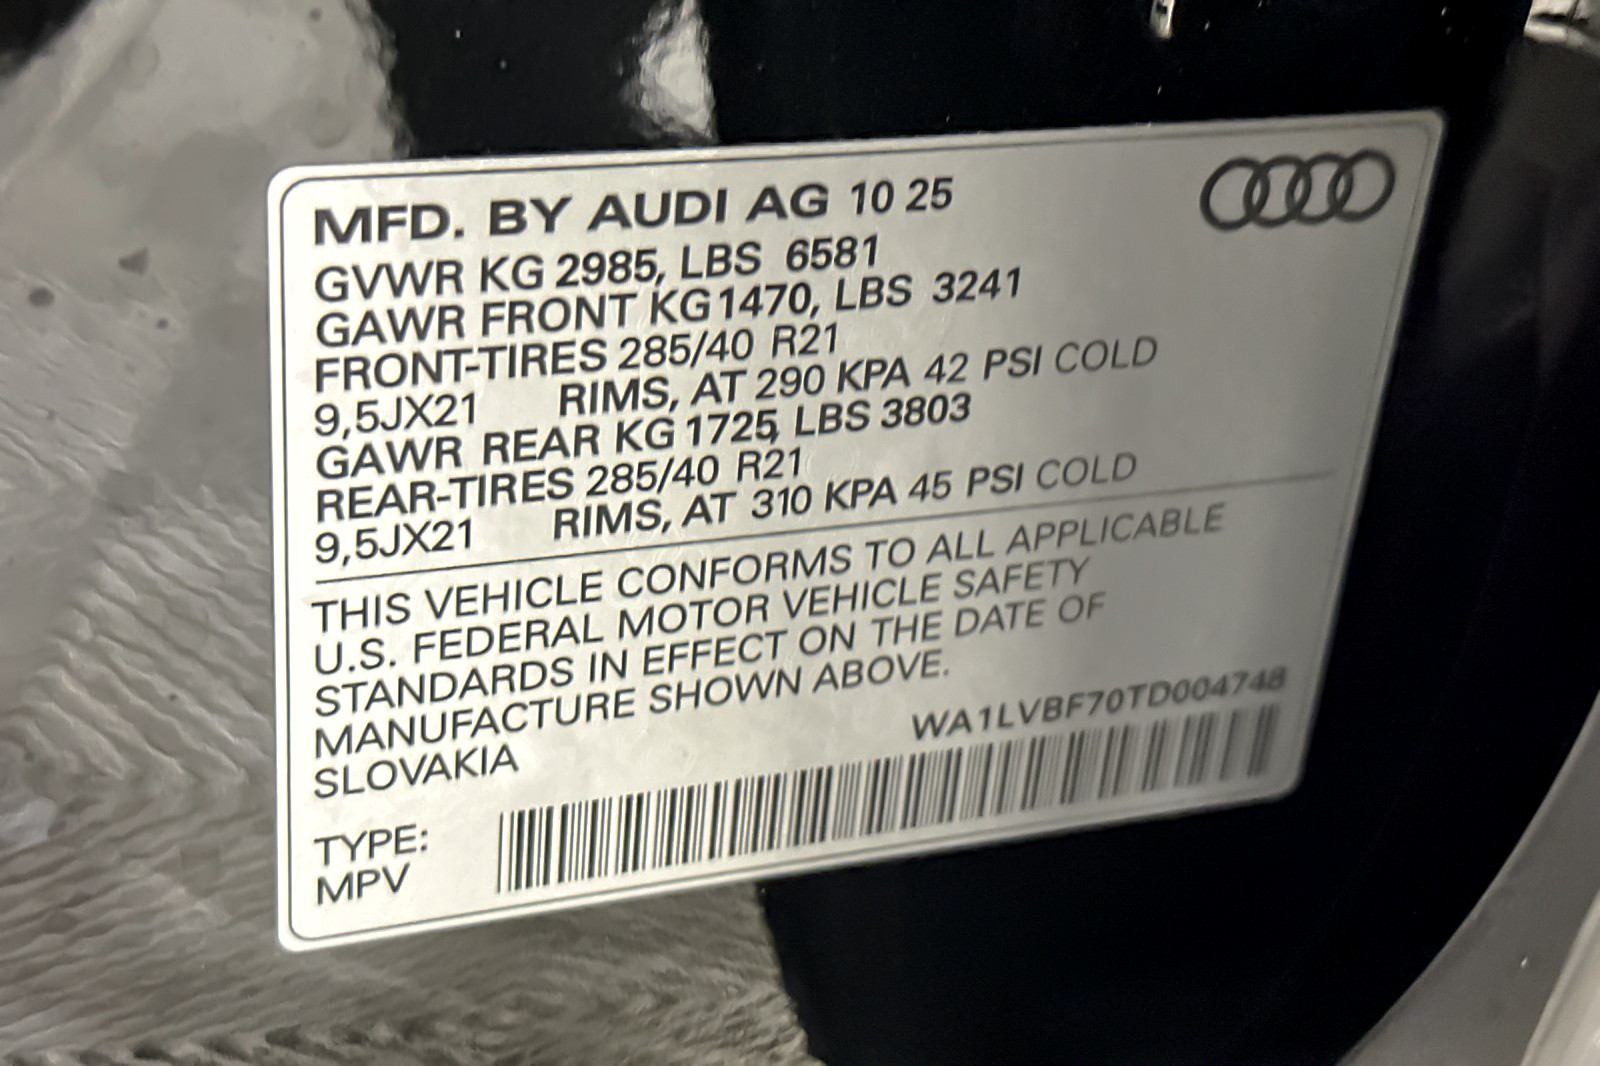 MFD. BY AUDI AG 10 25
GVWR KG 2985, LBS 6581
GAWR FRONT KG 1470, LBS 3241
FRONT-TIRES 285/40 R21
9,5JX21 RIMS, AT 290 KPA 42 PSI COLD
GAWR REAR KG 1725, LBS 3803
REAR-TIRES 285/40 R21
9,5JX21 RIMS, AT 310 KPA 45 PSI COLD
THIS VEHICLE CONFORMS TO ALL APPLICABLE
U.S. FEDERAL MOTOR VEHICLE SAFETY
STANDARDS IN EFFECT ON THE DATE OF
MANUFACTURE SHOWN ABOVE.
SLOVAKIA
WA1LVBF70TD004748
TYPE:
MPV